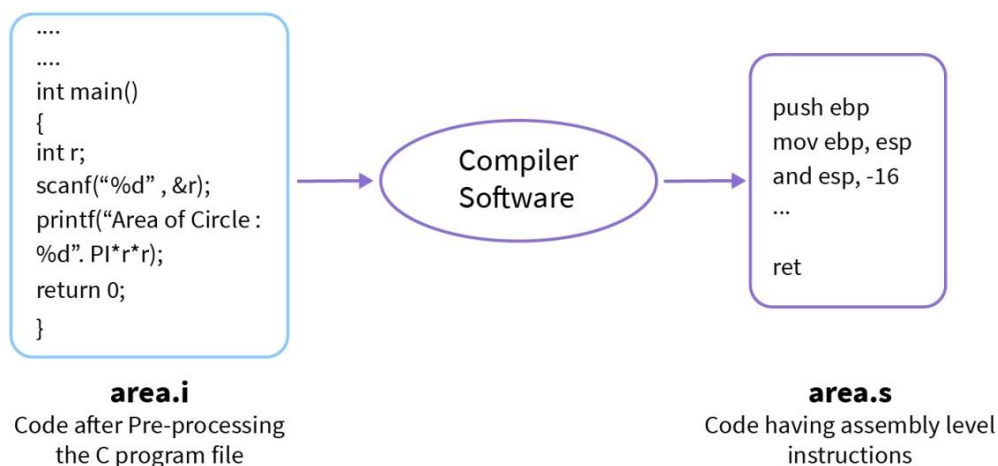 ....
....
int main()
{
int r;
scanf(“%d” , &r);
printf(“Area of Circle :
%d”. PI*r*r);
return 0;
}
area.i
Code after Pre-processing
the C program file
Compiler
Software
push ebp
mov ebp, esp
and esp, -16
...
ret
area.s
Code having assembly level
instructions